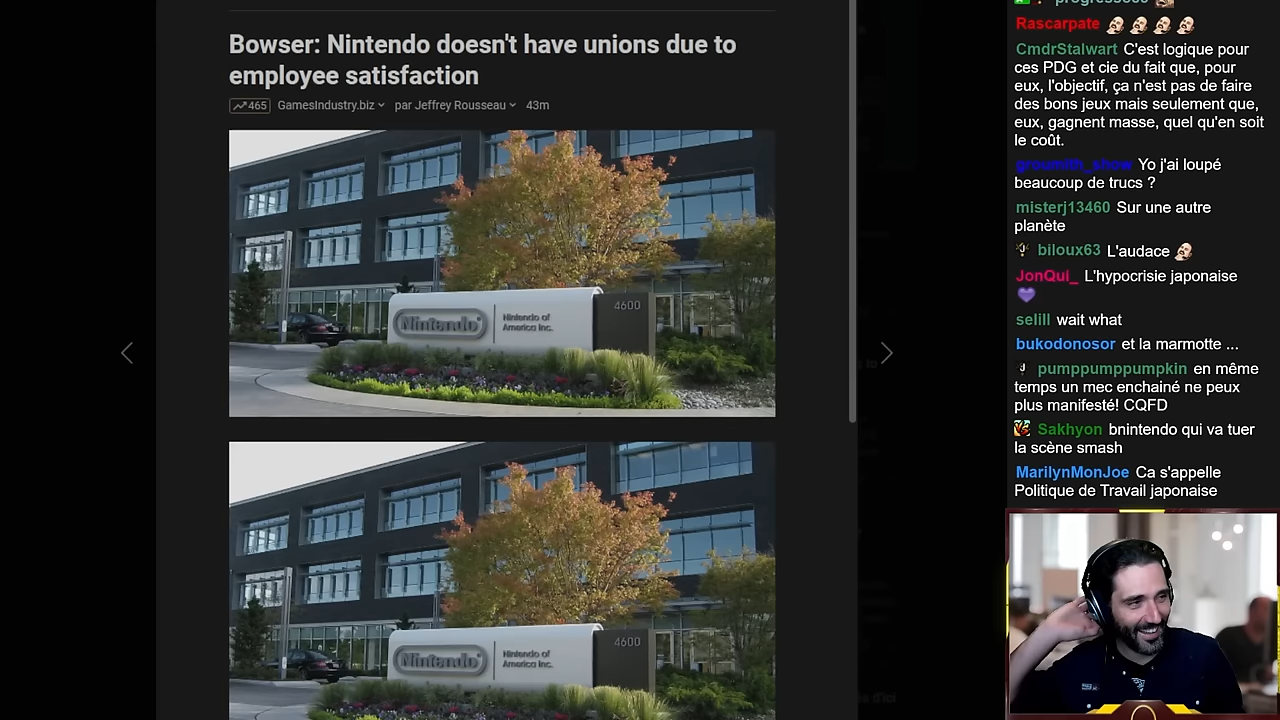 Bowser: Nintendo doesn't have unions due to
employee satisfaction
465 GamesIndustry.biz par Jeffrey Rousseau 43m
4600
Nintendo
Nintendo of
America Inc.
4600
Nintendo
Nintendo of
America Inc.
Rascarpate
CmdrStalwart C'est logique pour
ces PDG et cie du fait que, pour
eux, l'objectif, ça n'est pas de faire
des bons jeux mais seulement que,
eux, gagnent masse, quel qu'en soit
le coût.
groumith_show Yo j'ai loupé
beaucoup de trucs ?
misterj13460 Sur une autre
planète
biloux63 L'audace
JonQui_ L'hypocrisie japonaise
selill wait what
bukodonosor et la marmotte ...
pumppumppumpkin en même
temps un mec enchainé ne peux
plus manifesté! CQFD
Sakhyon bnintendo qui va tuer
la scène smash
MarilynMonJoe Ca s'appelle
Politique de Travail japonaise